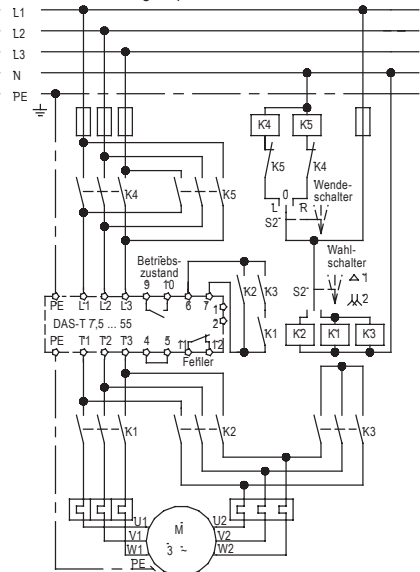 L1
L2
L3
N
PE
K4 K5
K5 K4
0
L R
Wende-
schalter
S2
K4 K5
Wahl-
schalter
Δ 1
2
S2
Betriebs-
zustand
PE L1 L2 L3 9 10 6 7
1
2
K2 K3
K1
DAS-T 7,5 ... 55
PE T1 T2 T3 4 5 11 12
Fehler
K2 K1 K3
K1 K2 K3
U1 U2
V1 V2
W1 W2
M
3 ~
PE